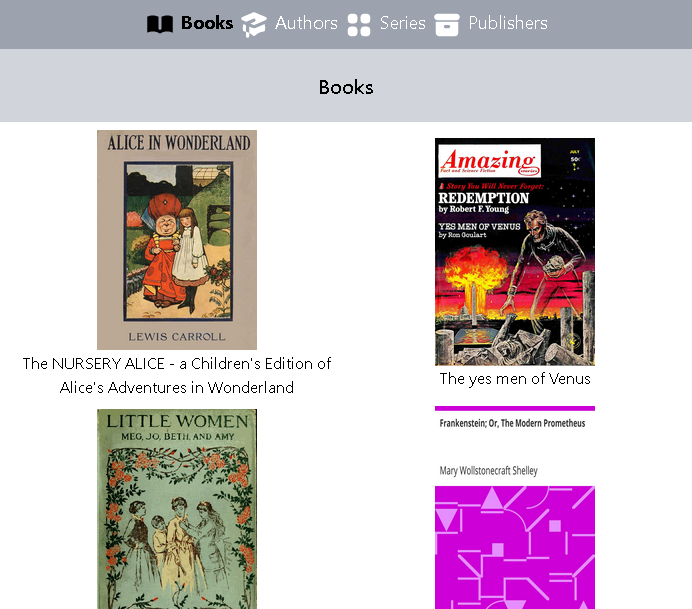 Books Authors Series Publishers
Books
ALICE IN WONDERLAND
LEWIS CARROLL
The NURSERY ALICE - a Children's Edition of
Alice's Adventures in Wonderland
Amazing
Fact and Science Fiction
stories
JULY
50¢
A Story You Will Never Forget:
REDEMPTION
by Robert F. Young
YES MEN OF VENUS
by Ron Goulart
The yes men of Venus
LITTLE WOMEN
MEG, JO, BETH, AND AMY
Frankenstein; Or, The Modern Prometheus
Mary Wollstonecraft Shelley